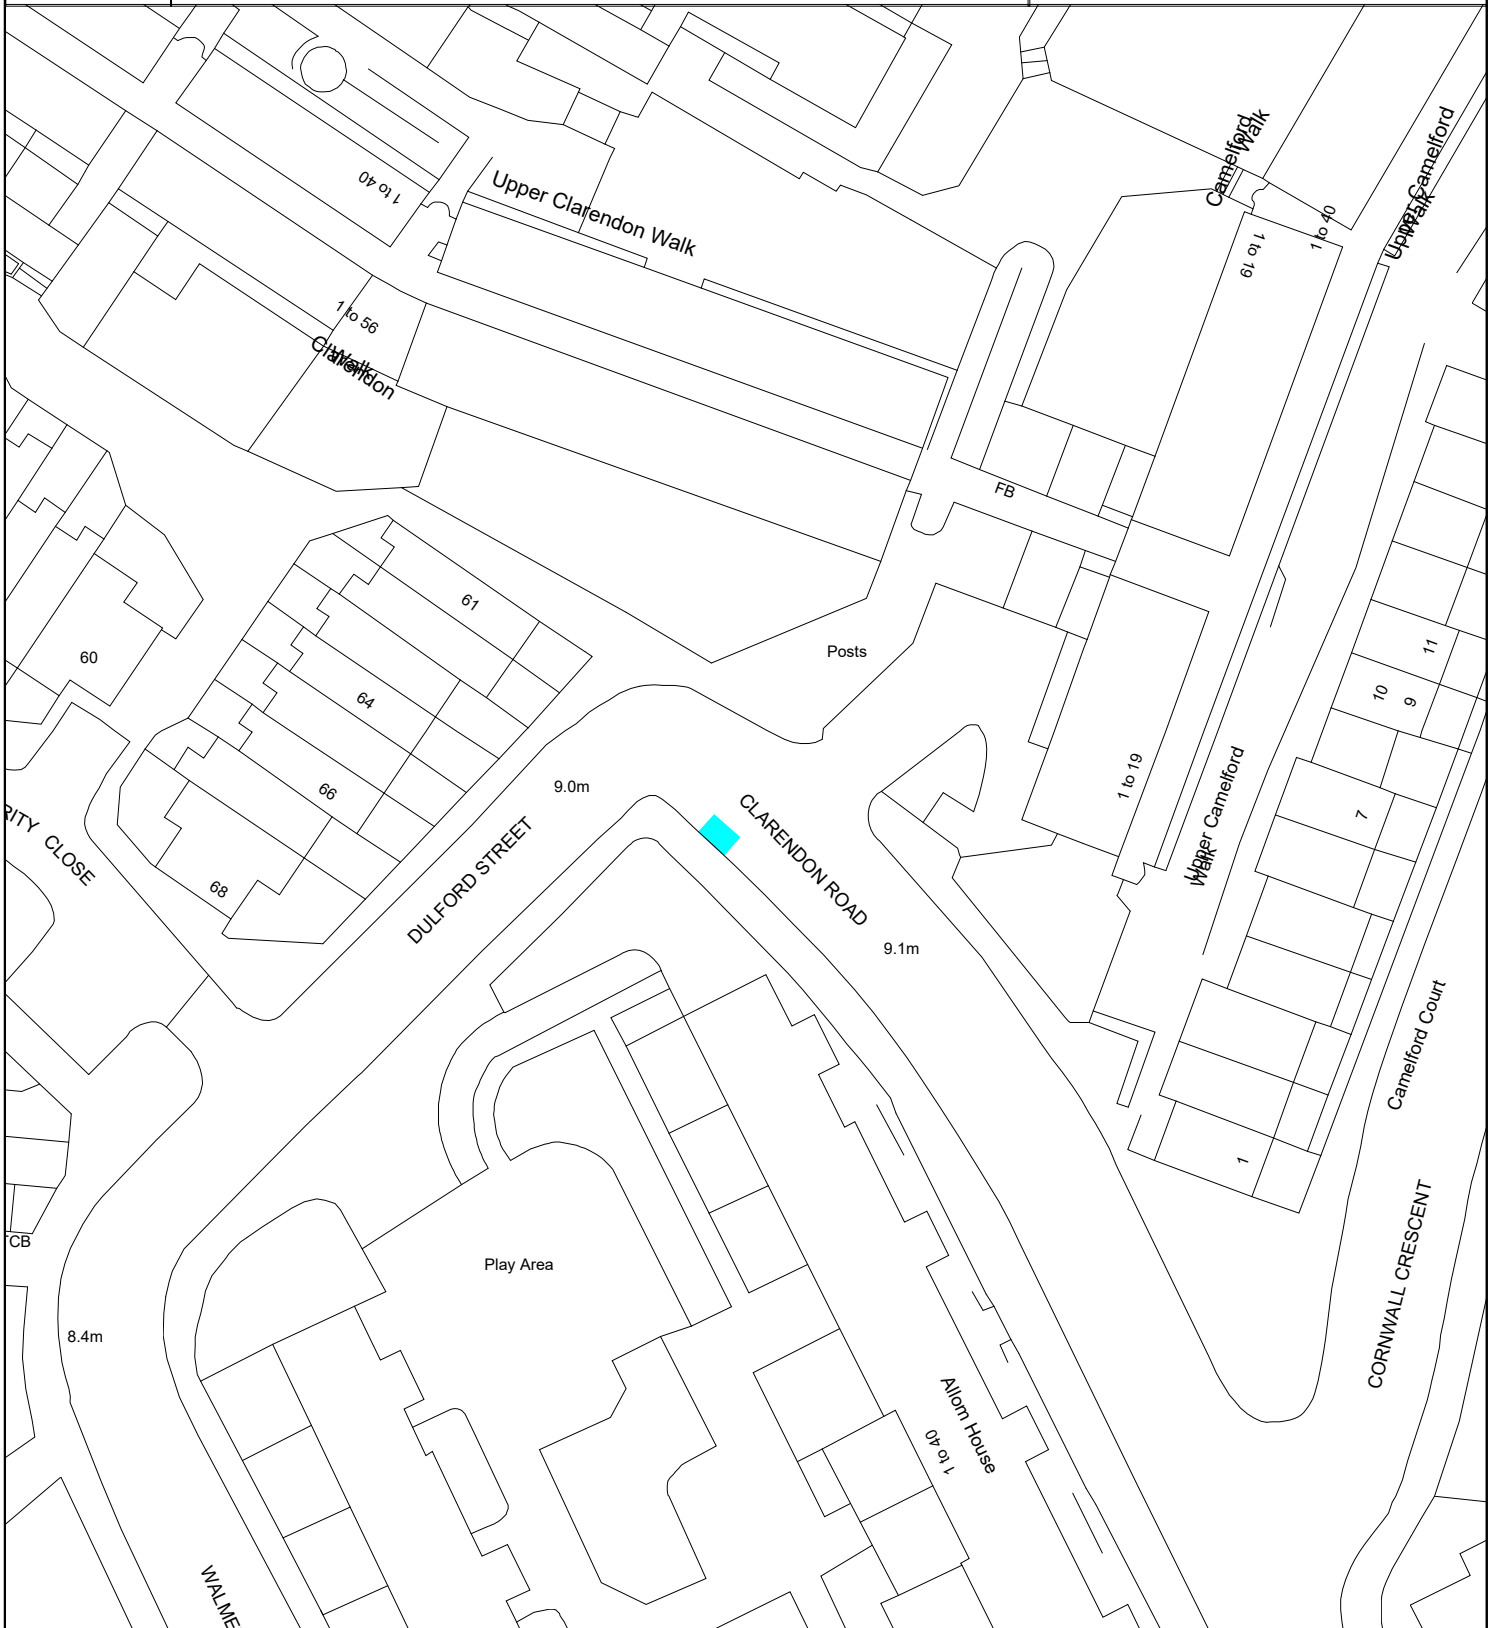 Camelford
Walk
Upper Camelford
Walk
1 to 40
Upper Clarendon Walk
1 to 40
1 to 19
1 to 56
Clarendon
Walk
FB
61
60
Posts
11
64
10
9
66
9.0m
1 to 19
Upper Camelford
Walk
7
RITY CLOSE
68
DULFORD STREET
CLARENDON ROAD
9.1m
Camelford Court
1
TCB
Play Area
CORNWALL CRESCENT
8.4m
Allom House
1 to 40
WALME